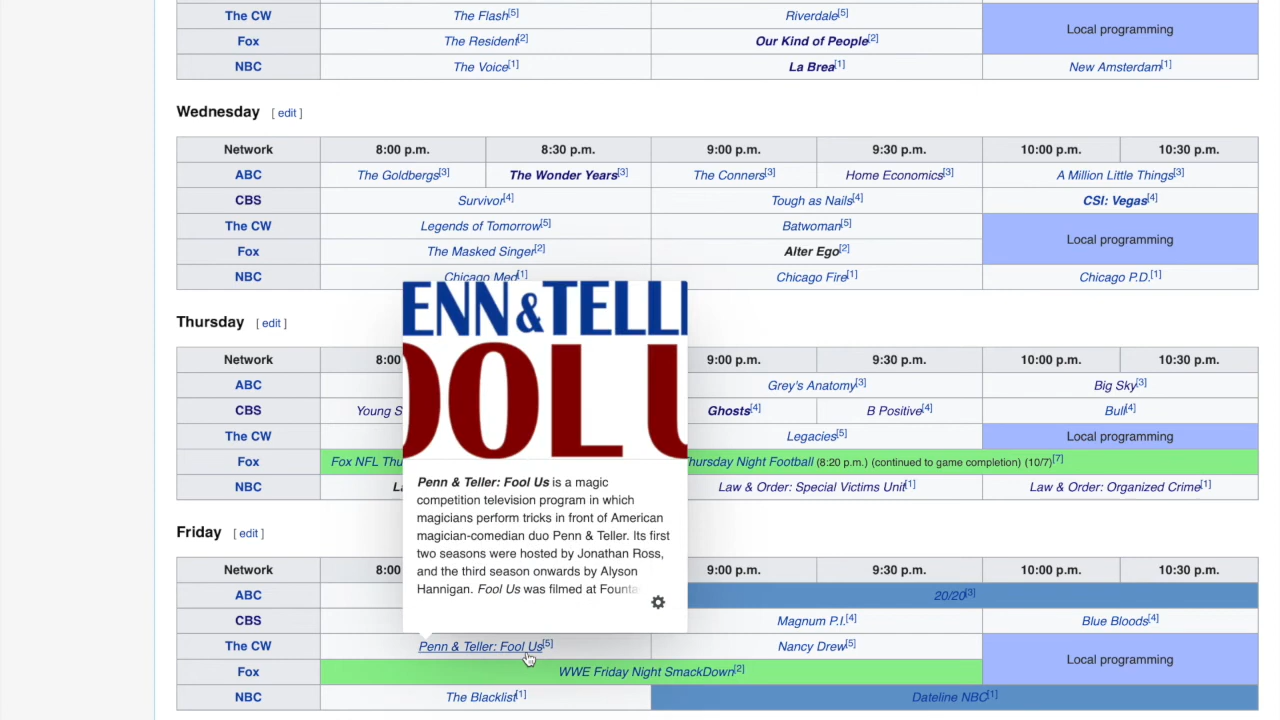 The CW The Flash[5] Riverdale[5] Local programming
Fox The Resident[2] Our Kind of People[2]
NBC The Voice[1] La Brea[1] New Amsterdam[1]
Wednesday [ edit ]
Network 8:00 p.m. 8:30 p.m. 9:00 p.m. 9:30 p.m. 10:00 p.m. 10:30 p.m.
ABC The Goldbergs[3] The Wonder Years[3] The Conners[3] Home Economics[3] A Million Little Things[3]
CBS Survivor[4] Tough as Nails[4] CSI: Vegas[4]
The CW Legends of Tomorrow[5] Batwoman[5] Local programming
Fox The Masked Singer[2] Alter Ego[2]
NBC Chicago Med[1] Chicago Fire[1] Chicago P.D.[1]
Thursday [ edit ]
Network 8:00 9:00 p.m. 9:30 p.m. 10:00 p.m. 10:30 p.m.
ABC Grey's Anatomy[3] Big Sky[3]
CBS Young S Ghosts[4] B Positive[4] Bull[4]
The CW Legacies[5] Local programming
Fox Fox NFL Thu hursday Night Football (8:20 p.m.) (continued to game completion) (10/7)[7]
NBC La Law & Order: Special Victims Unit[1] Law & Order: Organized Crime[1]
ENN & TELL
OOL U
Penn & Teller: Fool Us is a magic
competition television program in which
magicians perform tricks in front of American
magician-comedian duo Penn & Teller. Its first
two seasons were hosted by Jonathan Ross,
and the third season onwards by Alyson
Hannigan. Fool Us was filmed at Founta
Friday [ edit ]
Network 8:00 9:00 p.m. 9:30 p.m. 10:00 p.m. 10:30 p.m.
ABC 20/20[3]
CBS Magnum P.I.[4] Blue Bloods[4]
The CW Penn & Teller: Fool Us[5] Nancy Drew[5] Local programming
Fox WWE Friday Night SmackDown[2]
NBC The Blacklist[1] Dateline NBC[1]